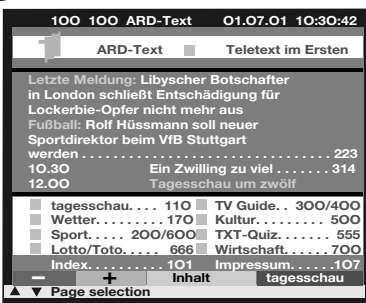 100 100 ARD-Text 01.07.01 10:30:42
ARD-Text Teletext im Ersten
Letzte Meldung: Libyscher Botschafter
in London schließt Entschädigung für
Lockerbie-Opfer nicht mehr aus
Fußball: Rolf Hüssmann soll neuer
Sportdirektor beim VfB Stuttgart
werden . . . . . . . . . . . . . . . . . . . . . . . . . . . . . . . 223
10.30 Ein Zwilling zu viel . . . . . . . 314
12.00 Tagesschau um zwölf
tagesschau. . . . 110 TV Guide. . 300/400
Wetter. . . . . . . . 170 Kultur. . . . . . . . . 500
Sport. . . . . 200/600 TXT-Quiz. . . . . . 555
Lotto/Toto. . . . . 666 Wirtschaft. . . . . 700
Index. . . . . . . . . 101 Impressum. . . . .107
– + Inhalt tagesschau
▲ ▼ Page selection